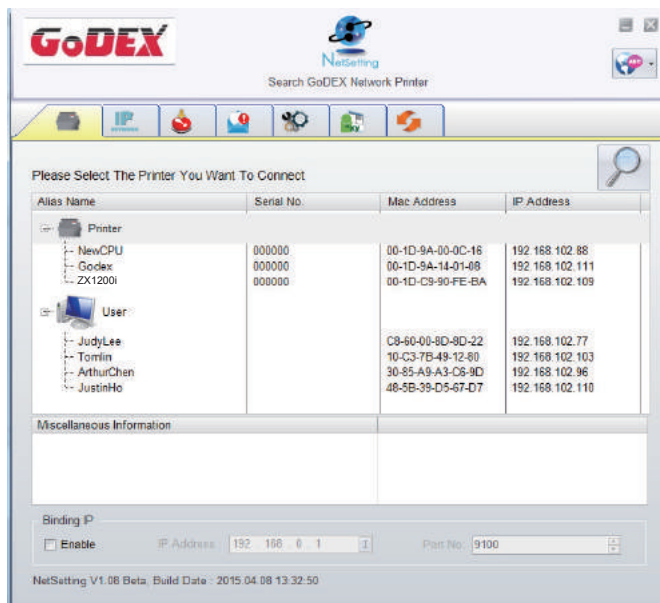 GoDEX
NetSetting
Search GoDEX Network Printer
IP
Please Select The Printer You Want To Connect
Alias Name Serial No. Mac Address IP Address
Printer
NewCPU 000000 00-1D-9A-00-0C-16 192.168.102.88
Godex 000000 00-1D-9A-14-01-08 192.168.102.111
ZX1200i 000000 00-1D-C9-90-FE-BA 192.168.102.109
User
JudyLee C8-60-00-8D-8D-22 192.168.102.77
Tomlin 10-C3-7B-49-12-80 192.168.102.103
ArthurChen 30-85-A9-A3-C6-9D 192.168.102.96
JustinHo 48-5B-39-D5-67-D7 192.168.102.110
Miscellaneous Information
Binding IP
Enable IP Address 192 . 168 . 0 . 1 Port No. 9100
NetSetting V1.08 Beta, Build Date : 2015.04.08 13:32:50